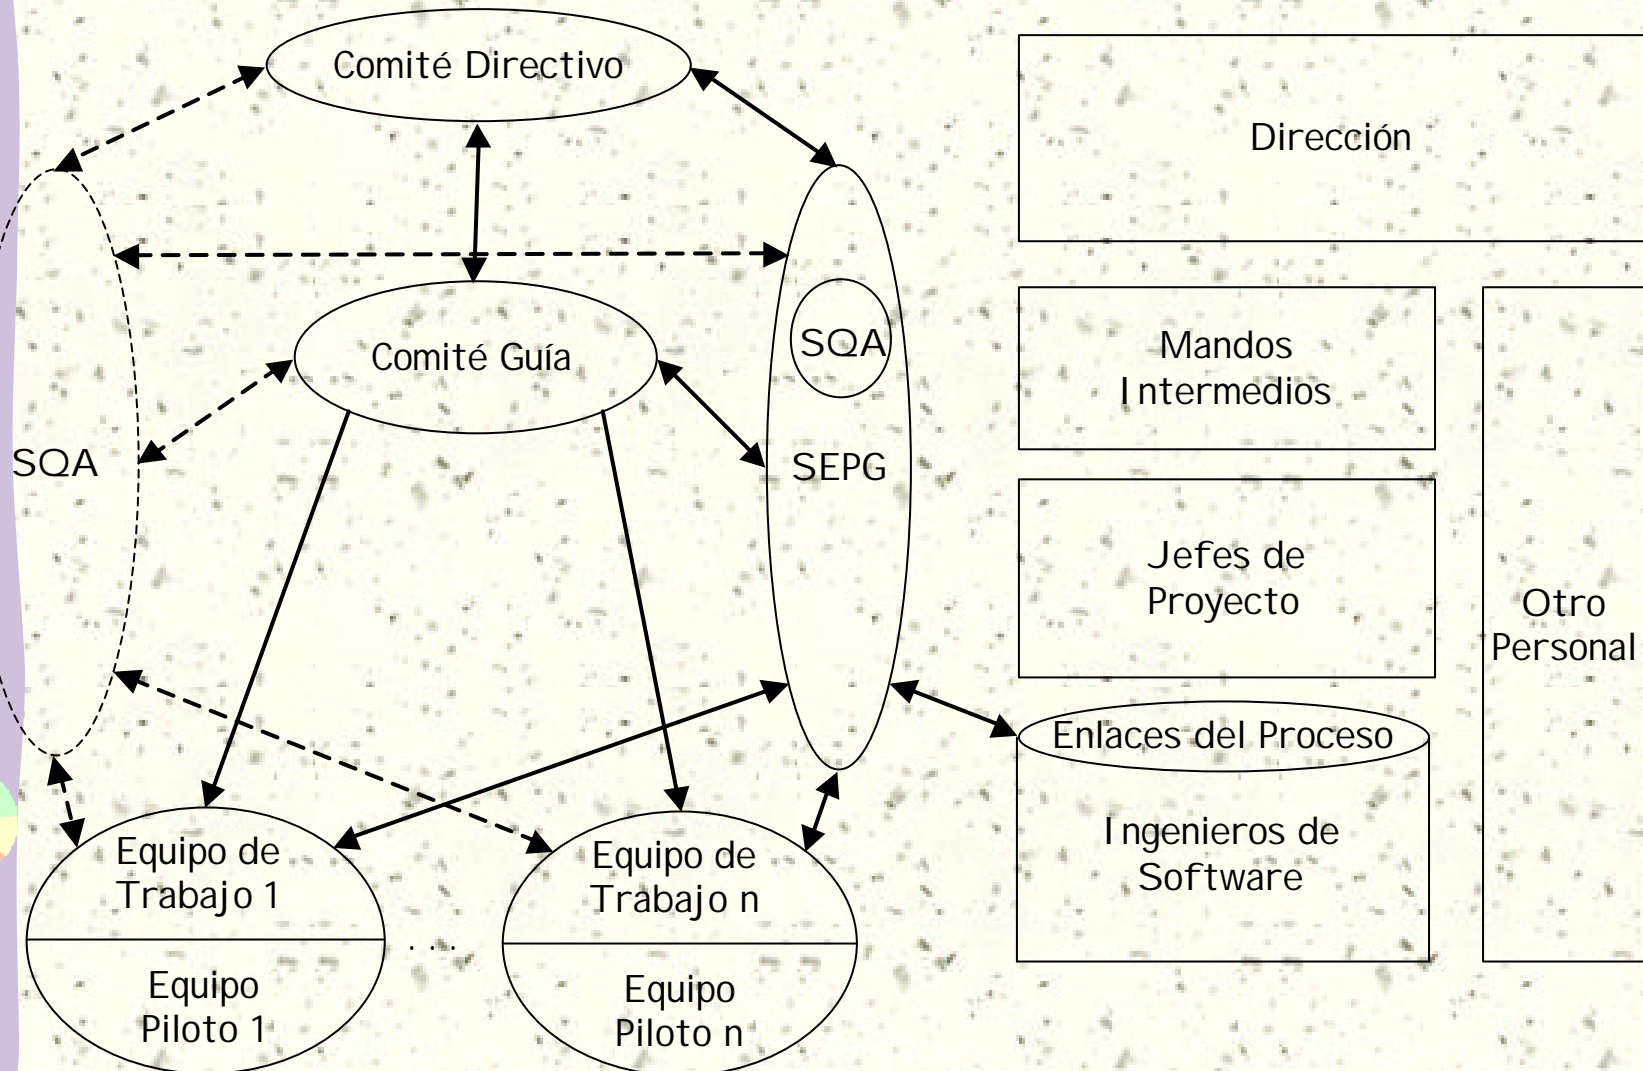 Comité Directivo
Dirección
SQA
Comité Guía
SQA
SEPG
Mandos
Intermedios
Jefes de
Proyecto
Otro
Personal
Enlaces del Proceso
Ingenieros de
Software
Equipo de
Trabajo 1
Equipo
Piloto 1
. . .
Equipo de
Trabajo n
Equipo
Piloto n